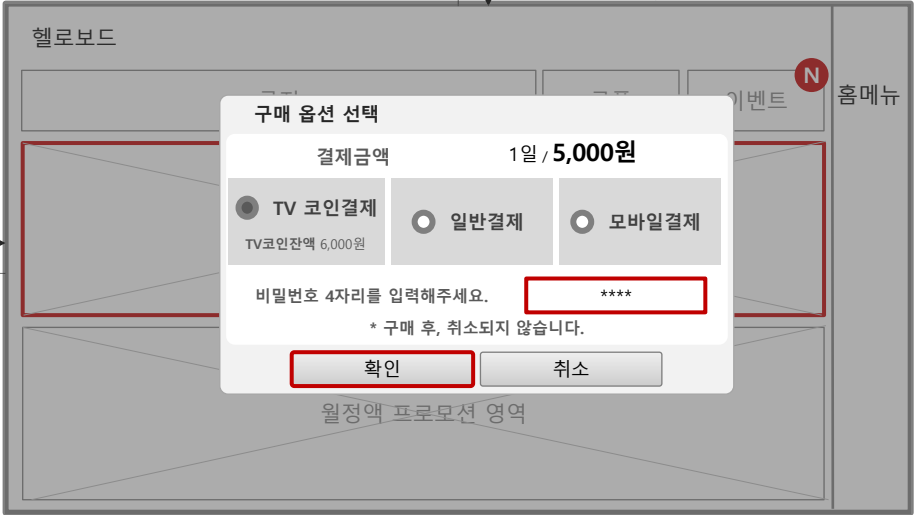 헬로보드
N
이벤트
홈메뉴
구매 옵션 선택
결제금액 1일 / 5,000원
TV 코인결제
TV코인잔액 6,000원
일반결제
모바일결제
비밀번호 4자리를 입력해주세요. ****
* 구매 후, 취소되지 않습니다.
확인 취소
월정액 프로모션 영역